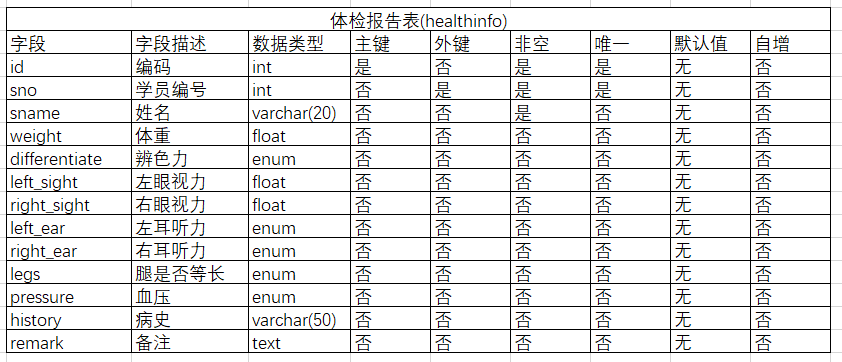 体检报告表(healthinfo)
字段 字段描述 数据类型 主键 外键 非空 唯一 默认值 自增
id 编码 int 是 否 是 是 无 否
sno 学员编号 int 否 是 是 是 无 否
sname 姓名 varchar(20) 否 否 是 否 无 否
weight 体重 float 否 否 否 否 无 否
differentiate 辨色力 enum 否 否 否 否 无 否
left_sight 左眼视力 float 否 否 否 否 无 否
right_sight 右眼视力 float 否 否 否 否 无 否
left_ear 左耳听力 enum 否 否 否 否 无 否
right_ear 右耳听力 enum 否 否 否 否 无 否
legs 腿是否等长 enum 否 否 否 否 无 否
pressure 血压 enum 否 否 否 否 无 否
history 病史 varchar(50) 否 否 否 否 无 否
remark 备注 text 否 否 否 否 无 否